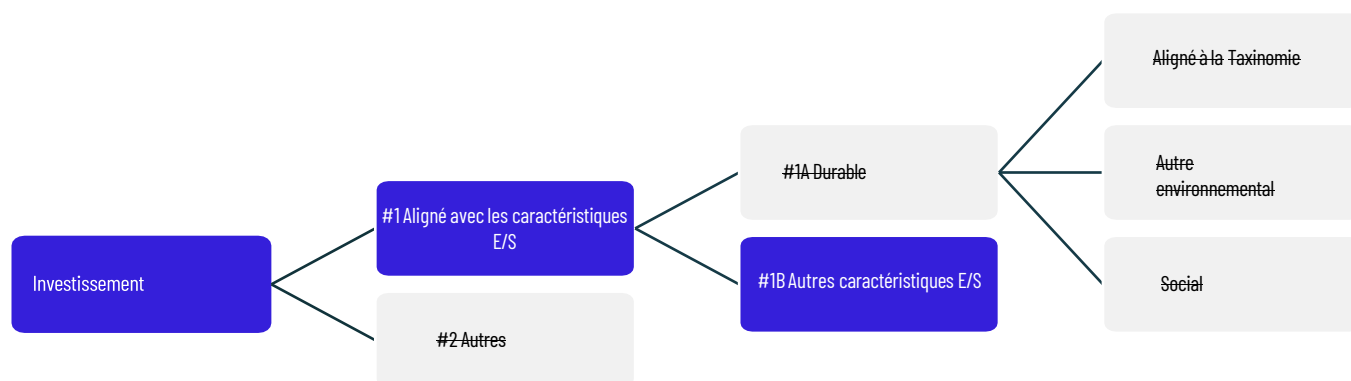 Investissement
#1 Aligné avec les caractéristiques
E/S
#2 Autres
#1A Durable
#1B Autres caractéristiques E/S
Aligné à la Taxinomie
Autre
environnemental
Social